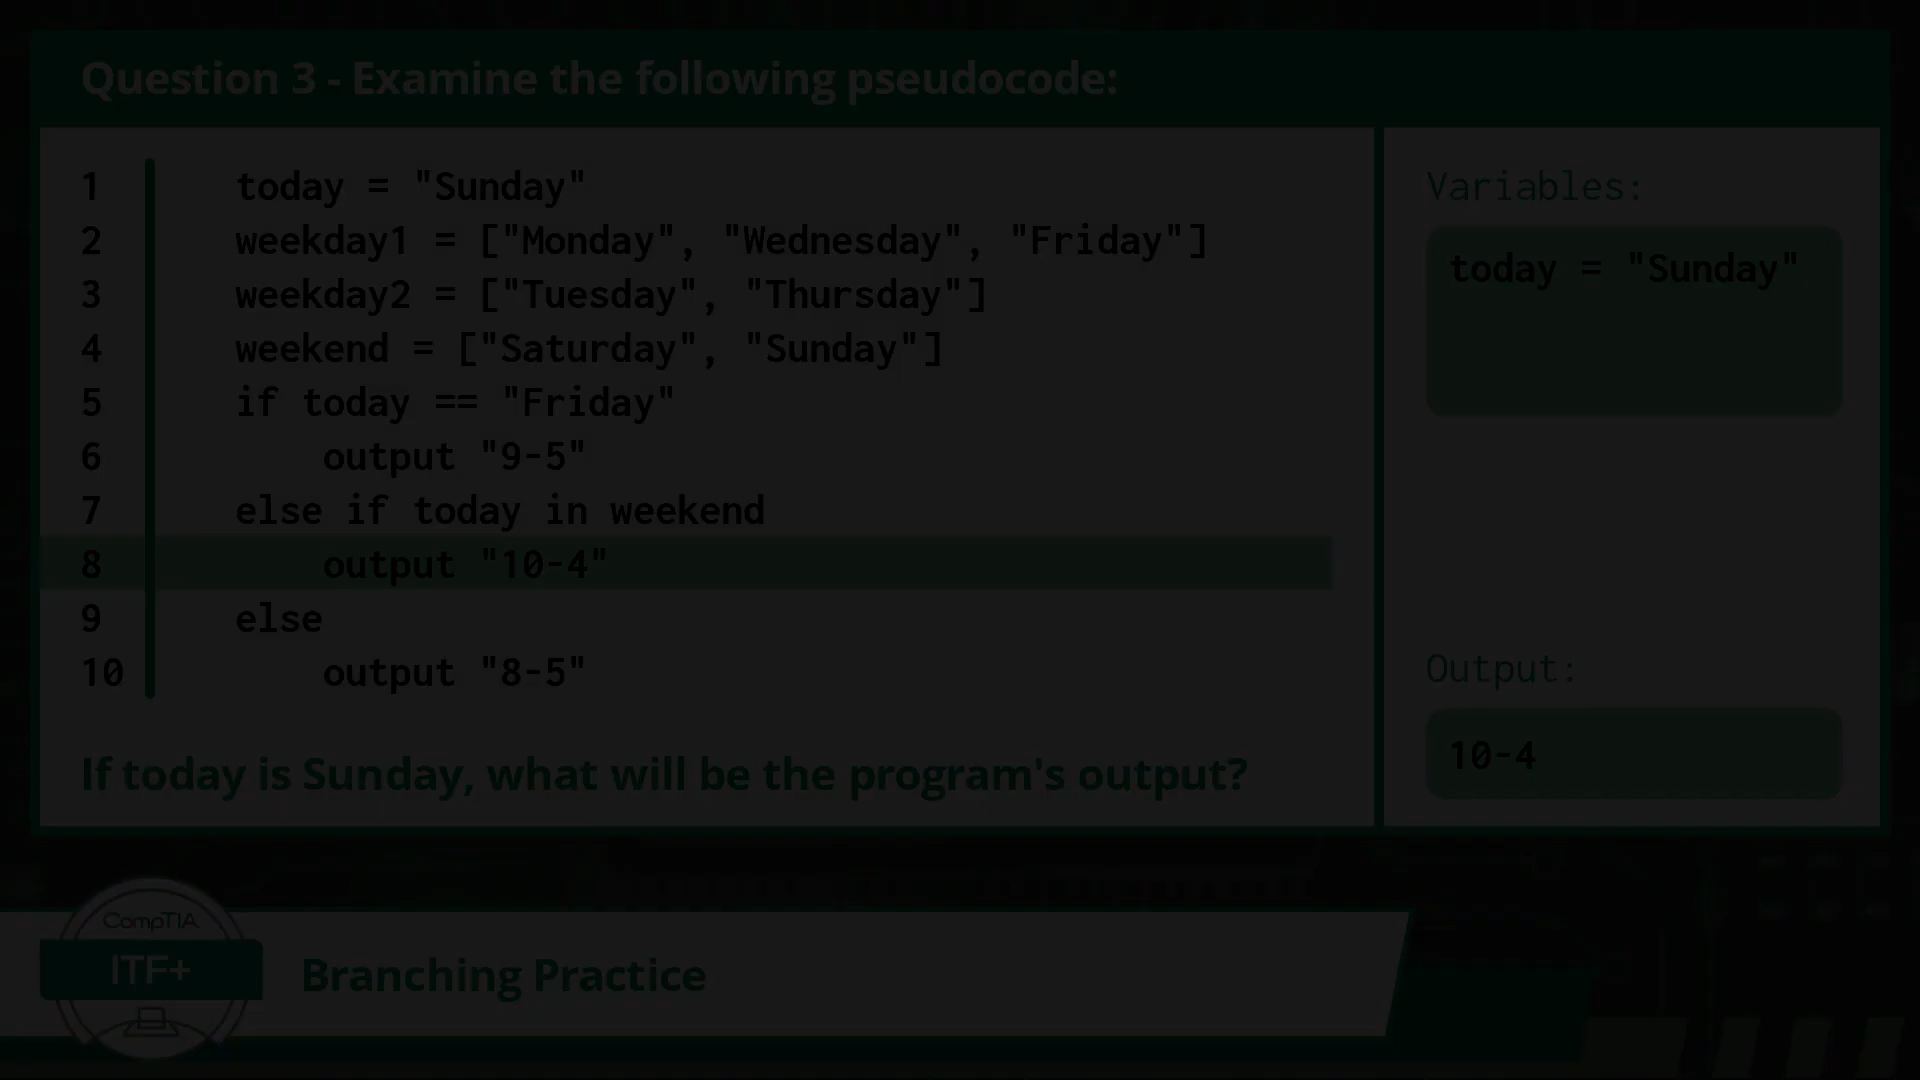 Question 3 - Examine the following pseudocode:
1 today = "Sunday"
2 weekday1 = ["Monday", "Wednesday", "Friday"]
3 weekday2 = ["Tuesday", "Thursday"]
4 weekend = ["Saturday", "Sunday"]
5 if today == "Friday"
6 output "9-5"
7 else if today in weekend
8 output "10-4"
9 else
10 output "8-5"
If today is Sunday, what will be the program's output?
Variables:
today = "Sunday"
Output:
10-4
CompTIA
ITF+
Branching Practice